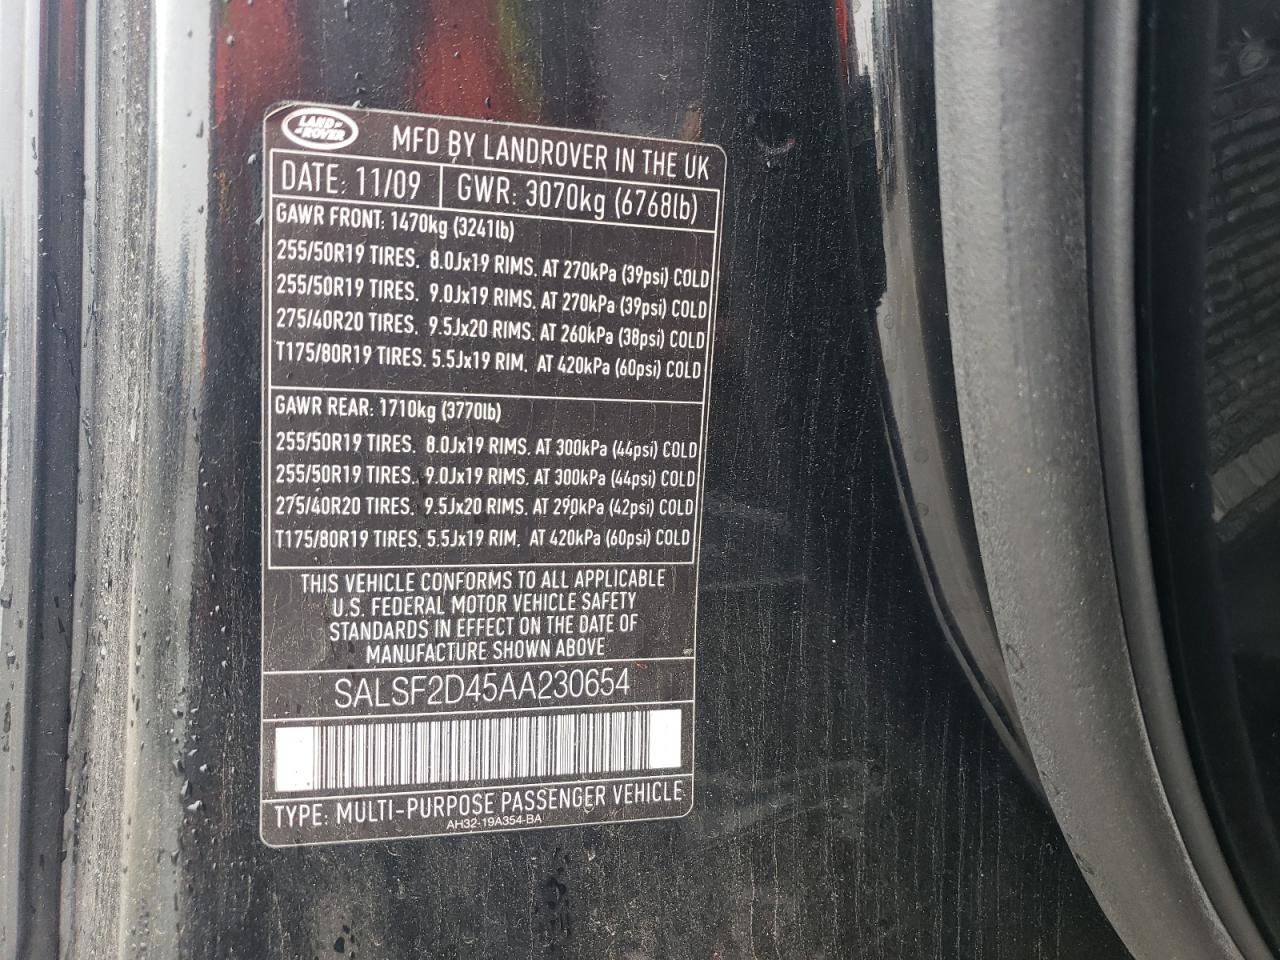 LAND-
-ROVER
MFD BY LANDROVER IN THE UK
DATE: 11/09 GWR: 3070kg (6768lb)
GAWR FRONT: 1470kg (3241lb)
255/50R19 TIRES. 8.0Jx19 RIMS. AT 270kPa (39psi) COLD
255/50R19 TIRES. 9.0Jx19 RIMS. AT 270kPa (39psi) COLD
275/40R20 TIRES. 9.5Jx20 RIMS. AT 260kPa (38psi) COLD
T175/80R19 TIRES. 5.5Jx19 RIM. AT 420kPa (60psi) COLD
GAWR REAR: 1710kg (3770lb)
255/50R19 TIRES. 8.0Jx19 RIMS. AT 300kPa (44psi) COLD
255/50R19 TIRES. 9.0Jx19 RIMS. AT 300kPa (44psi) COLD
275/40R20 TIRES. 9.5Jx20 RIMS. AT 290kPa (42psi) COLD
T175/80R19 TIRES. 5.5Jx19 RIM. AT 420kPa (60psi) COLD
THIS VEHICLE CONFORMS TO ALL APPLICABLE
U.S. FEDERAL MOTOR VEHICLE SAFETY
STANDARDS IN EFFECT ON THE DATE OF
MANUFACTURE SHOWN ABOVE
SALSF2D45AA230654
TYPE: MULTI-PURPOSE PASSENGER VEHICLE
AH32-19A354-BA